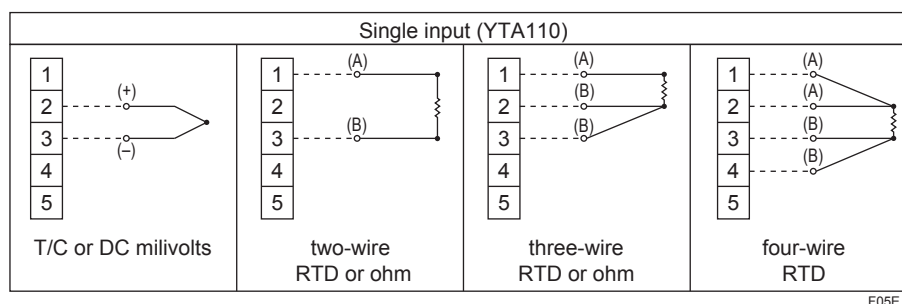 Single input (YTA110)
1
2
3
4
5
(+)
(–)
T/C or DC milivolts
1
2
3
4
5
(A)
(B)
two-wire
RTD or ohm
1
2
3
4
5
(A)
(B)
(B)
three-wire
RTD or ohm
1
2
3
4
5
(A)
(A)
(B)
(B)
four-wire
RTD